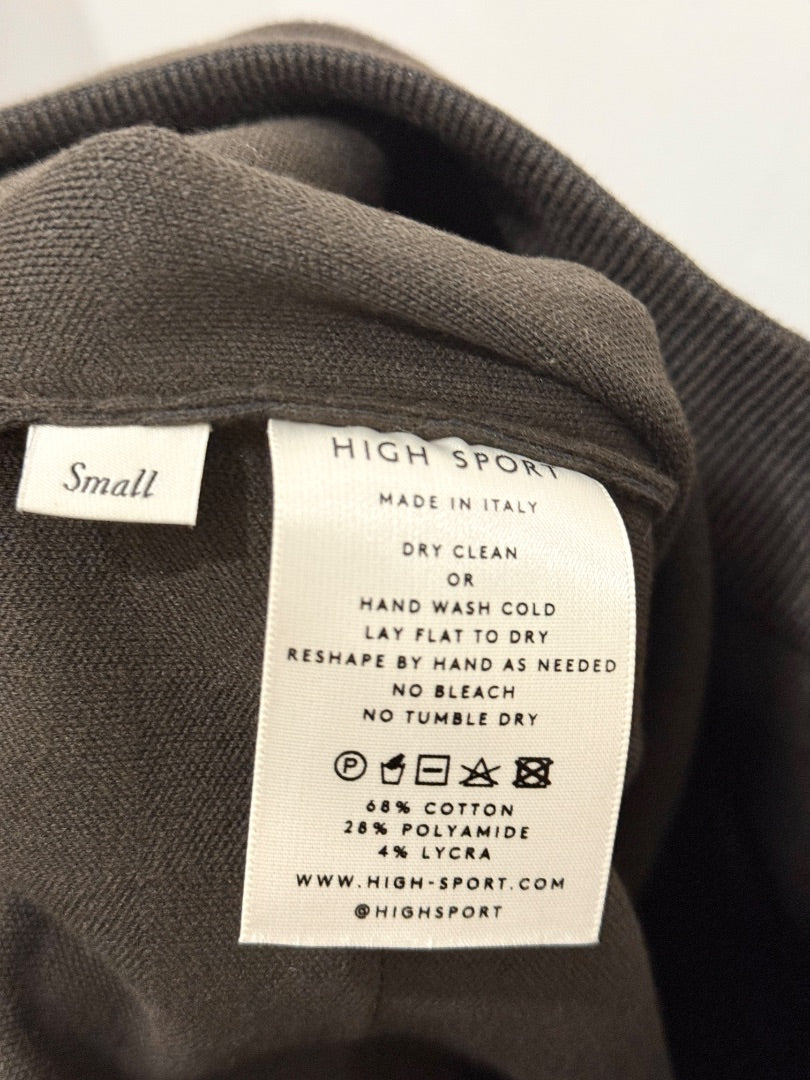 Small
HIGH SPORT
MADE IN ITALY
DRY CLEAN
OR
HAND WASH COLD
LAY FLAT TO DRY
RESHAPE BY HAND AS NEEDED
NO BLEACH
NO TUMBLE DRY
P
68% COTTON
28% POLYAMIDE
4% LYCRA
WWW.HIGH-SPORT.COM
@HIGHSPORT